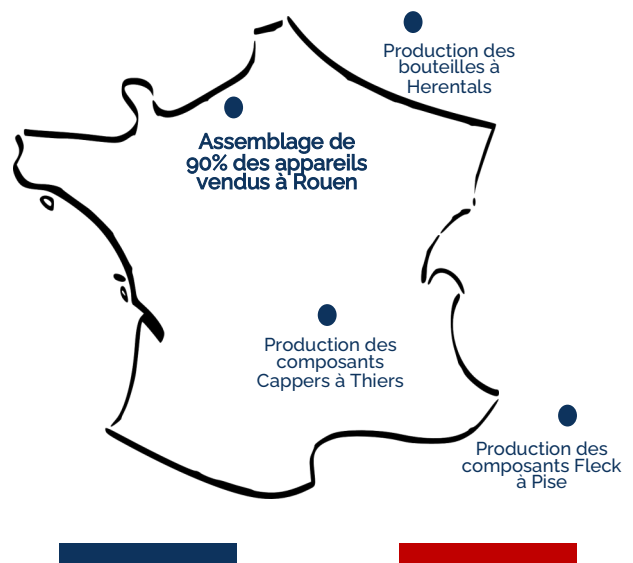 Production des
bouteilles à
Herentals
Assemblage de
90% des appareils
vendus à Rouen
Production des
composants
Cappers à Thiers
Production des
composants Fleck
à Pise